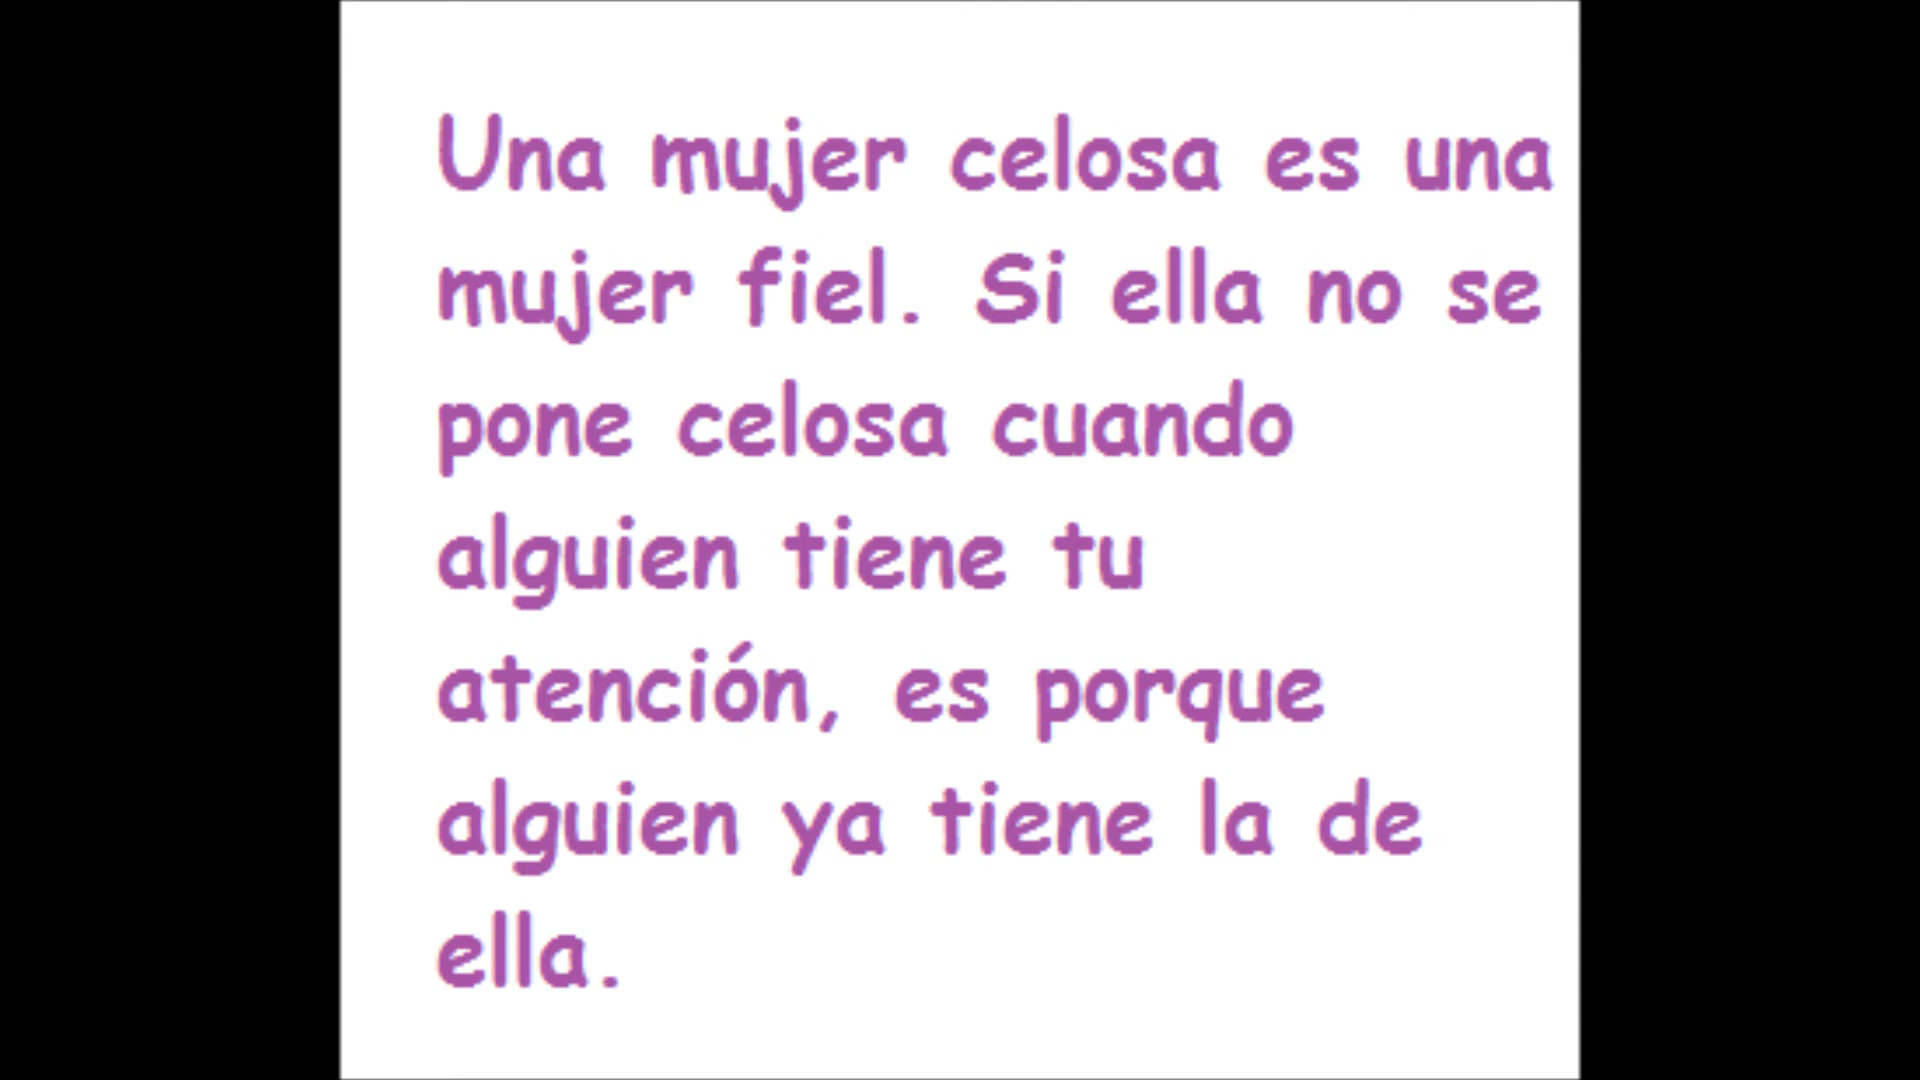 Una mujer celosa es una
mujer fiel. Si ella no se
pone celosa cuando
alguien tiene tu
atención, es porque
alguien ya tiene la de
ella.